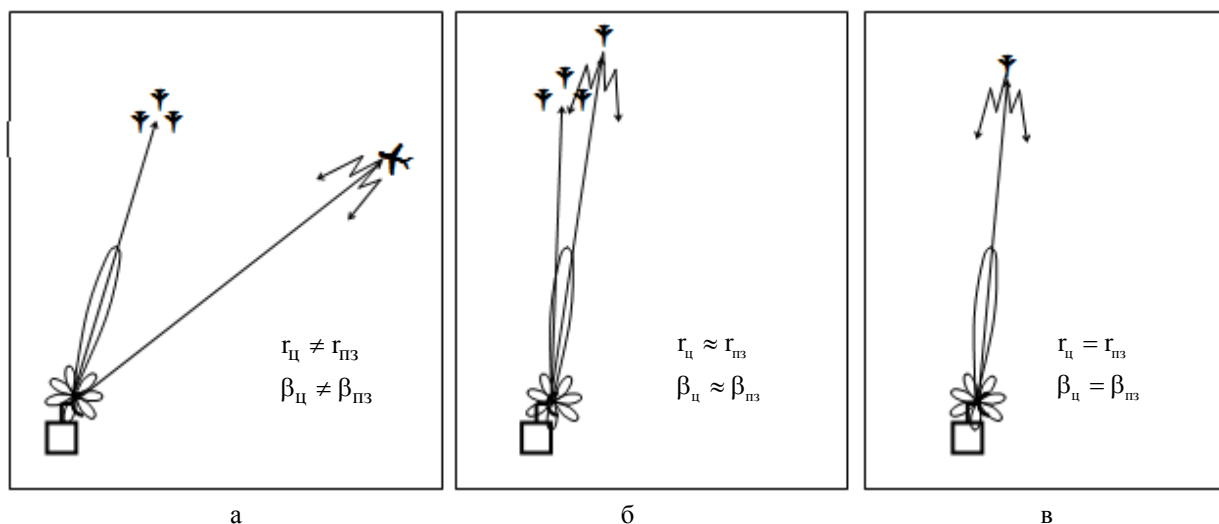 r_ц ≠ r_пз
β_ц ≠ β_пз
r_ц ≈ r_пз
β_ц ≈ β_пз
r_ц = r_пз
β_ц = β_пз
а
б
в